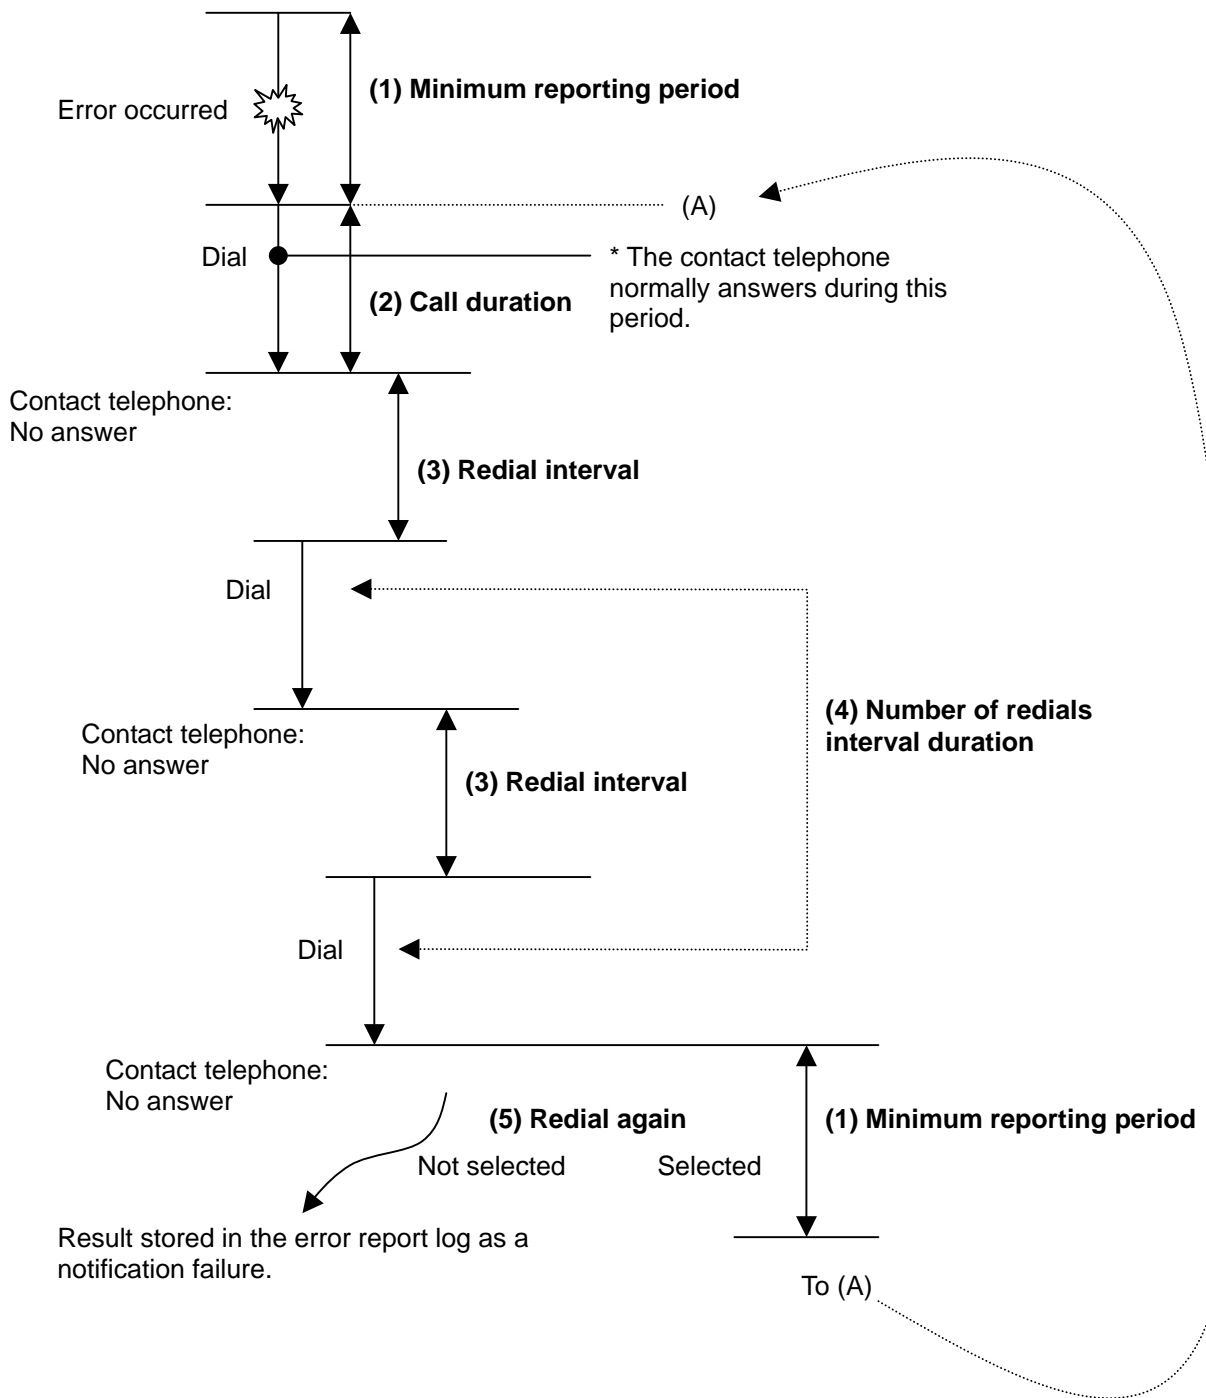 (1) Minimum reporting period
Error occurred
(A)
Dial
* The contact telephone
normally answers during this
period.
(2) Call duration
Contact telephone:
No answer
(3) Redial interval
Dial
(4) Number of redials
interval duration
Contact telephone:
No answer
(3) Redial interval
Dial
Contact telephone:
No answer
(5) Redial again
(1) Minimum reporting period
Not selected
Selected
Result stored in the error report log as a
notification failure.
To (A)